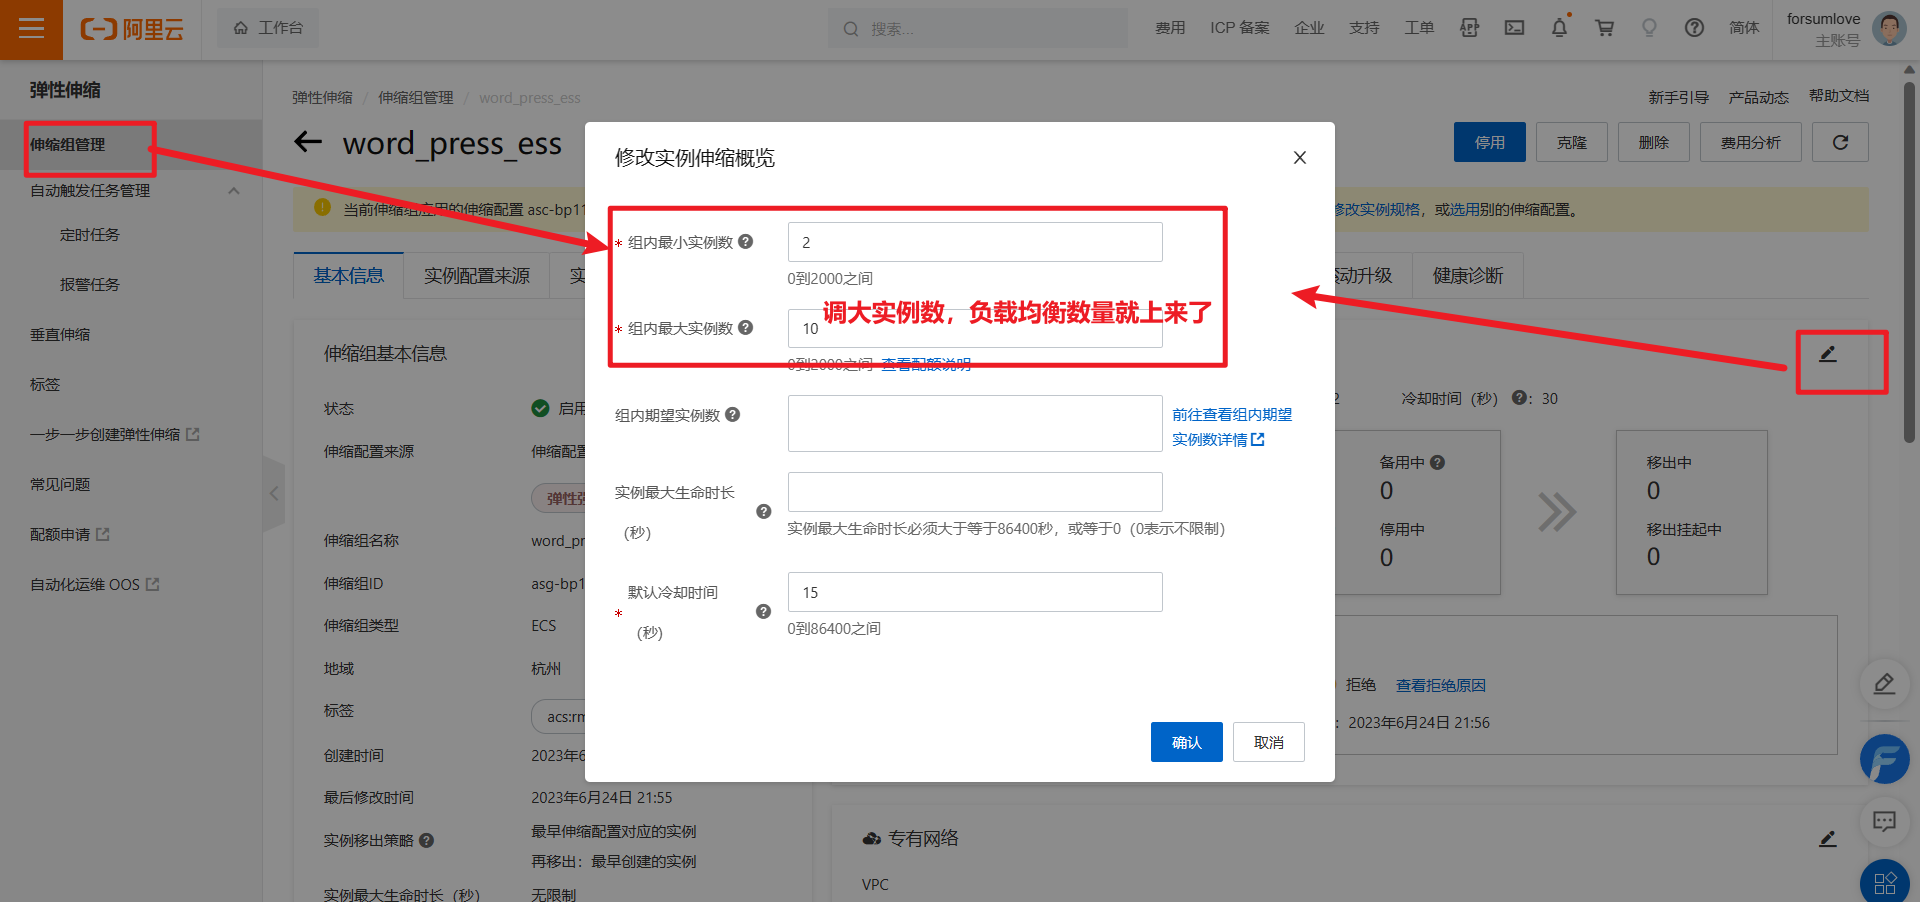 阿里云
工作台
搜索...
费用
ICP 备案
企业
支持
工单
简体
forsumlove
主账号
弹性伸缩
伸缩组管理
自动触发任务管理
定时任务
报警任务
垂直伸缩
标签
一步一步创建弹性伸缩
常见问题
配额申请
自动化运维 OOS
弹性伸缩 / 伸缩组管理 / word_press_ess
新手引导
产品动态
帮助文档
word_press_ess
停用
克隆
删除
费用分析
当前伸缩组应用的伸缩配置 asc-bp11
修改实例规格，或选用别的伸缩配置。
基本信息
实例配置来源
实
滚动升级
健康诊断
伸缩组基本信息
状态
启用
伸缩配置来源
伸缩配置
弹性强
伸缩组名称
word_pr
伸缩组ID
asg-bp1
伸缩组类型
ECS
地域
杭州
标签
acs:rm
创建时间
2023年6
最后修改时间
2023年6月24日 21:55
实例移出策略
最早伸缩配置对应的实例
再移出：最早创建的实例
实例最大生命时长（秒）
无限制
修改实例伸缩概览
* 组内最小实例数
2
0到2000之间
调大实例数，负载均衡数量就上来了
* 组内最大实例数
10
0到2000之间 查看配额说明
组内期望实例数
前往查看组内期望
实例数详情
实例最大生命时长
(秒)
实例最大生命时长必须大于等于86400秒，或等于0（0表示不限制）
默认冷却时间
*
(秒)
15
0到86400之间
确认
取消
2
冷却时间（秒） : 30
备用中
0
停用中
0
移出中
0
移出挂起中
0
拒绝
查看拒绝原因
: 2023年6月24日 21:56
专有网络
VPC